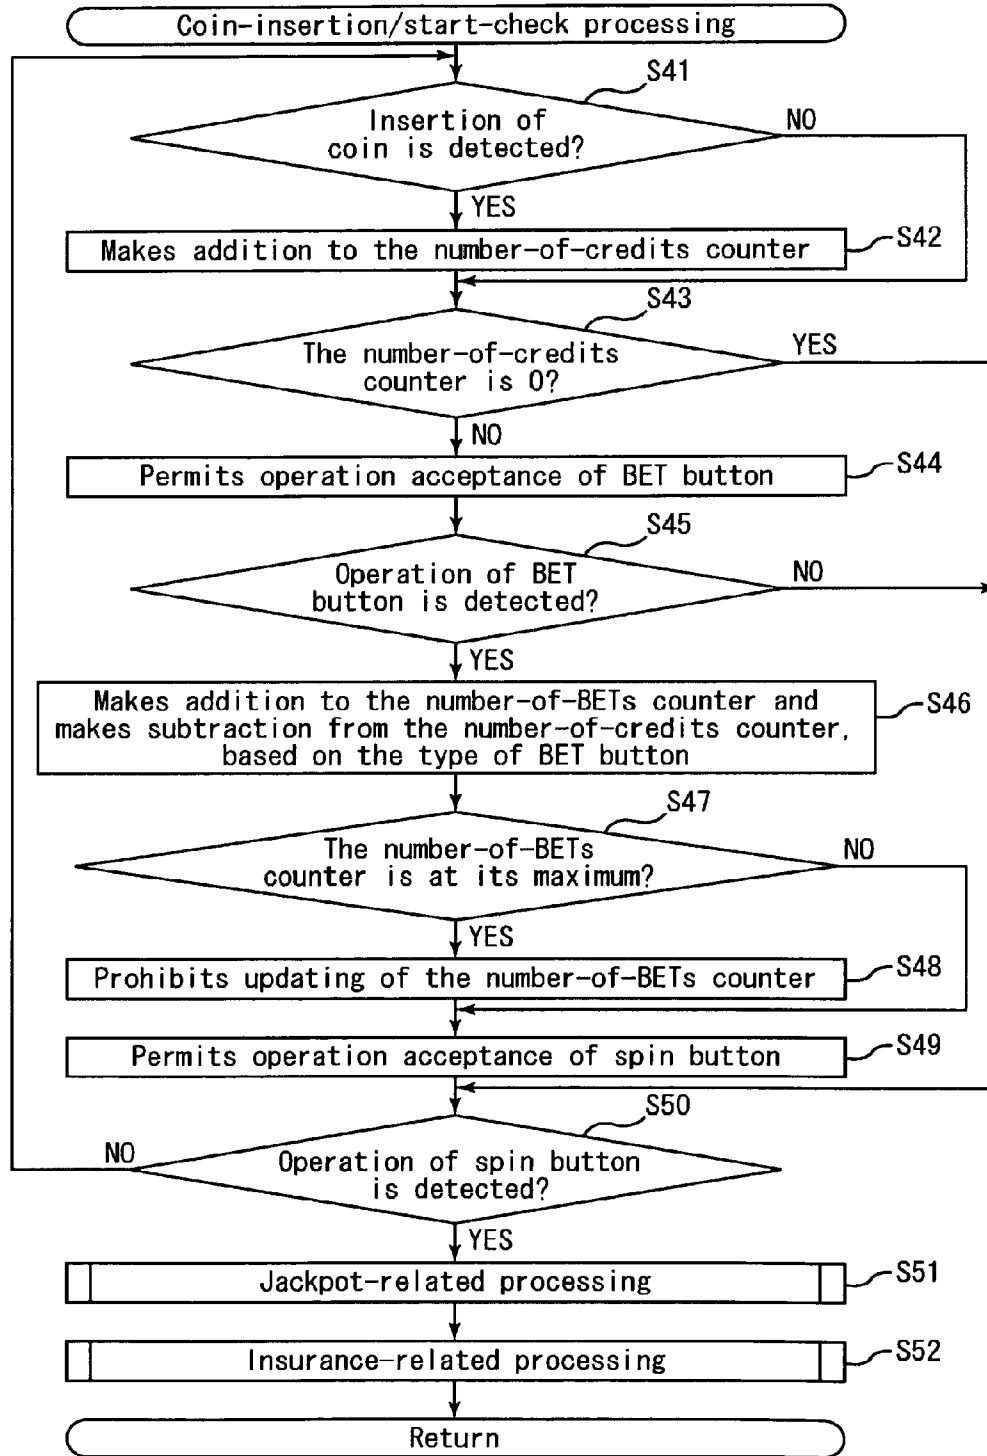 Coin-insertion/start-check processing
S41
Insertion of
coin is detected?
NO
YES
Makes addition to the number-of-credits counter
S42
S43
The number-of-credits
counter is 0?
YES
NO
Permits operation acceptance of BET button
S44
S45
Operation of BET
button is detected?
NO
YES
Makes addition to the number-of-BETs counter and
makes subtraction from the number-of-credits counter,
based on the type of BET button
S46
S47
The number-of-BETs
counter is at its maximum?
NO
YES
Prohibits updating of the number-of-BETs counter
S48
Permits operation acceptance of spin button
S49
S50
NO
Operation of spin button
is detected?
YES
Jackpot-related processing
S51
Insurance-related processing
S52
Return